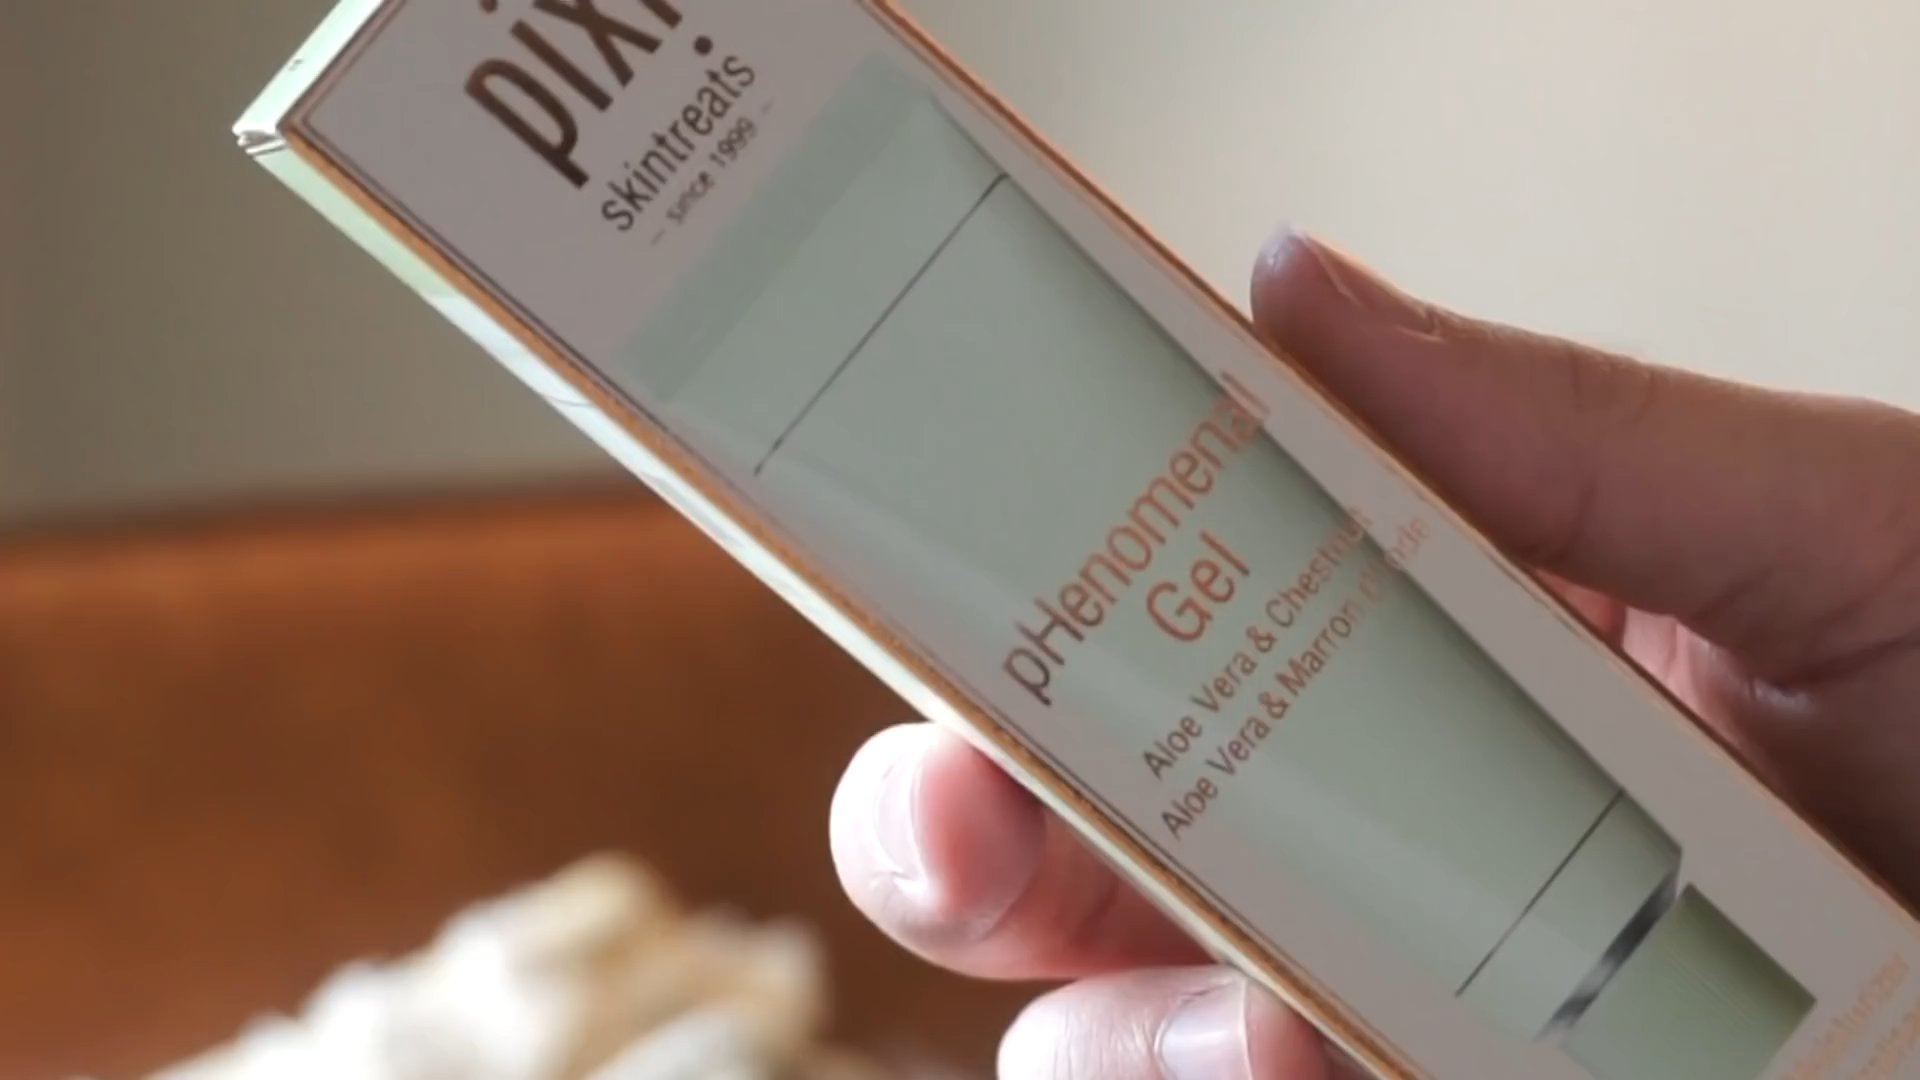 pixi
skintreats
– since 1999 –
pHenomenal
Gel
Aloe Vera & Chestnut
Aloe Vera & Marron d'Inde